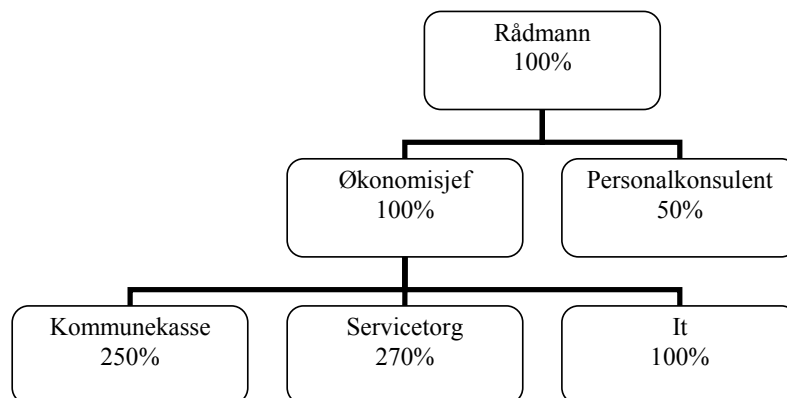 Rådmann
100%
Økonomisjef
100%
Personalkonsulent
50%
Kommunekasse
250%
Servicetorg
270%
It
100%